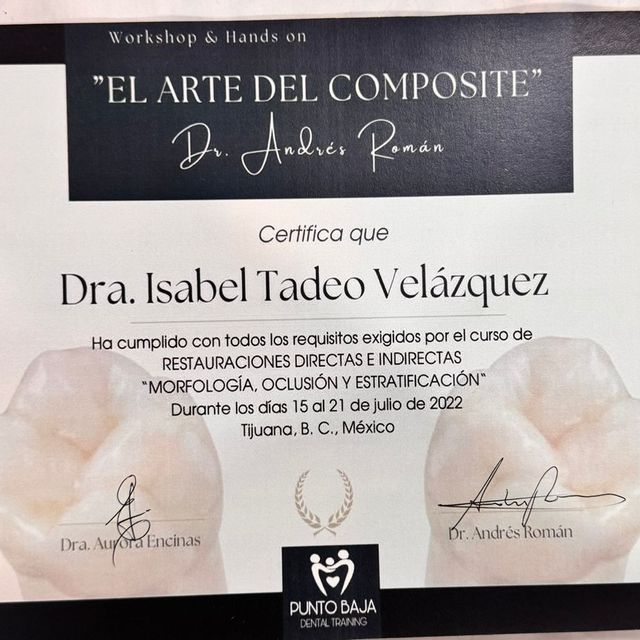 Workshop & Hands on
"EL ARTE DEL COMPOSITE"
Dr. Andrés Román
Certifica que
Dra. Isabel Tadeo Velázquez
Ha cumplido con todos los requisitos exigidos por el curso de
RESTAURACIONES DIRECTAS E INDIRECTAS
"MORFOLOGÍA, OCLUSIÓN Y ESTRATIFICACIÓN"
Durante los días 15 al 21 de julio de 2022
Tijuana, B. C., México
Dra. Aurora Encinas
Dr. Andrés Román
PUNTO BAJA
DENTAL TRAINING